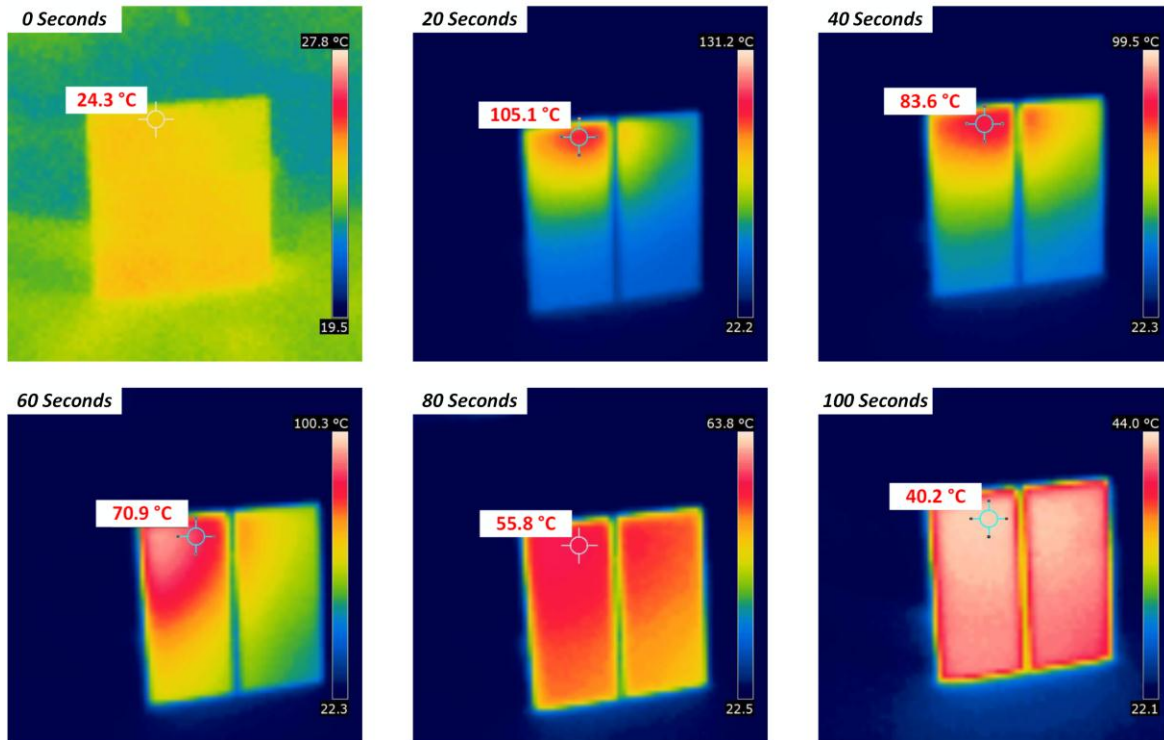 0 Seconds
27.8 °C
24.3 °C
19.5
20 Seconds
131.2 °C
105.1 °C
22.2
40 Seconds
99.5 °C
83.6 °C
22.3
60 Seconds
100.3 °C
70.9 °C
22.3
80 Seconds
63.8 °C
55.8 °C
22.5
100 Seconds
44.0 °C
40.2 °C
22.1